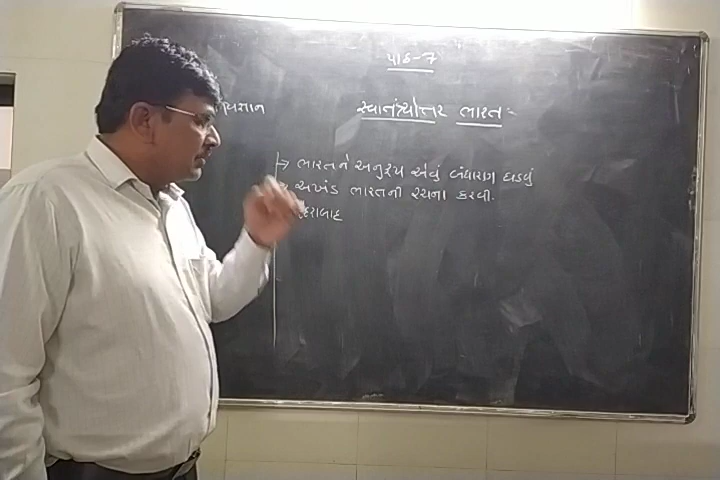 પાઠ-7
સ્વાતંત્ર્યોત્તર ભારત :-
→ ભારતને અનુરૂપ એવું બંધારણ ઘડવું
અખંડ ભારતની રચના કરવી.